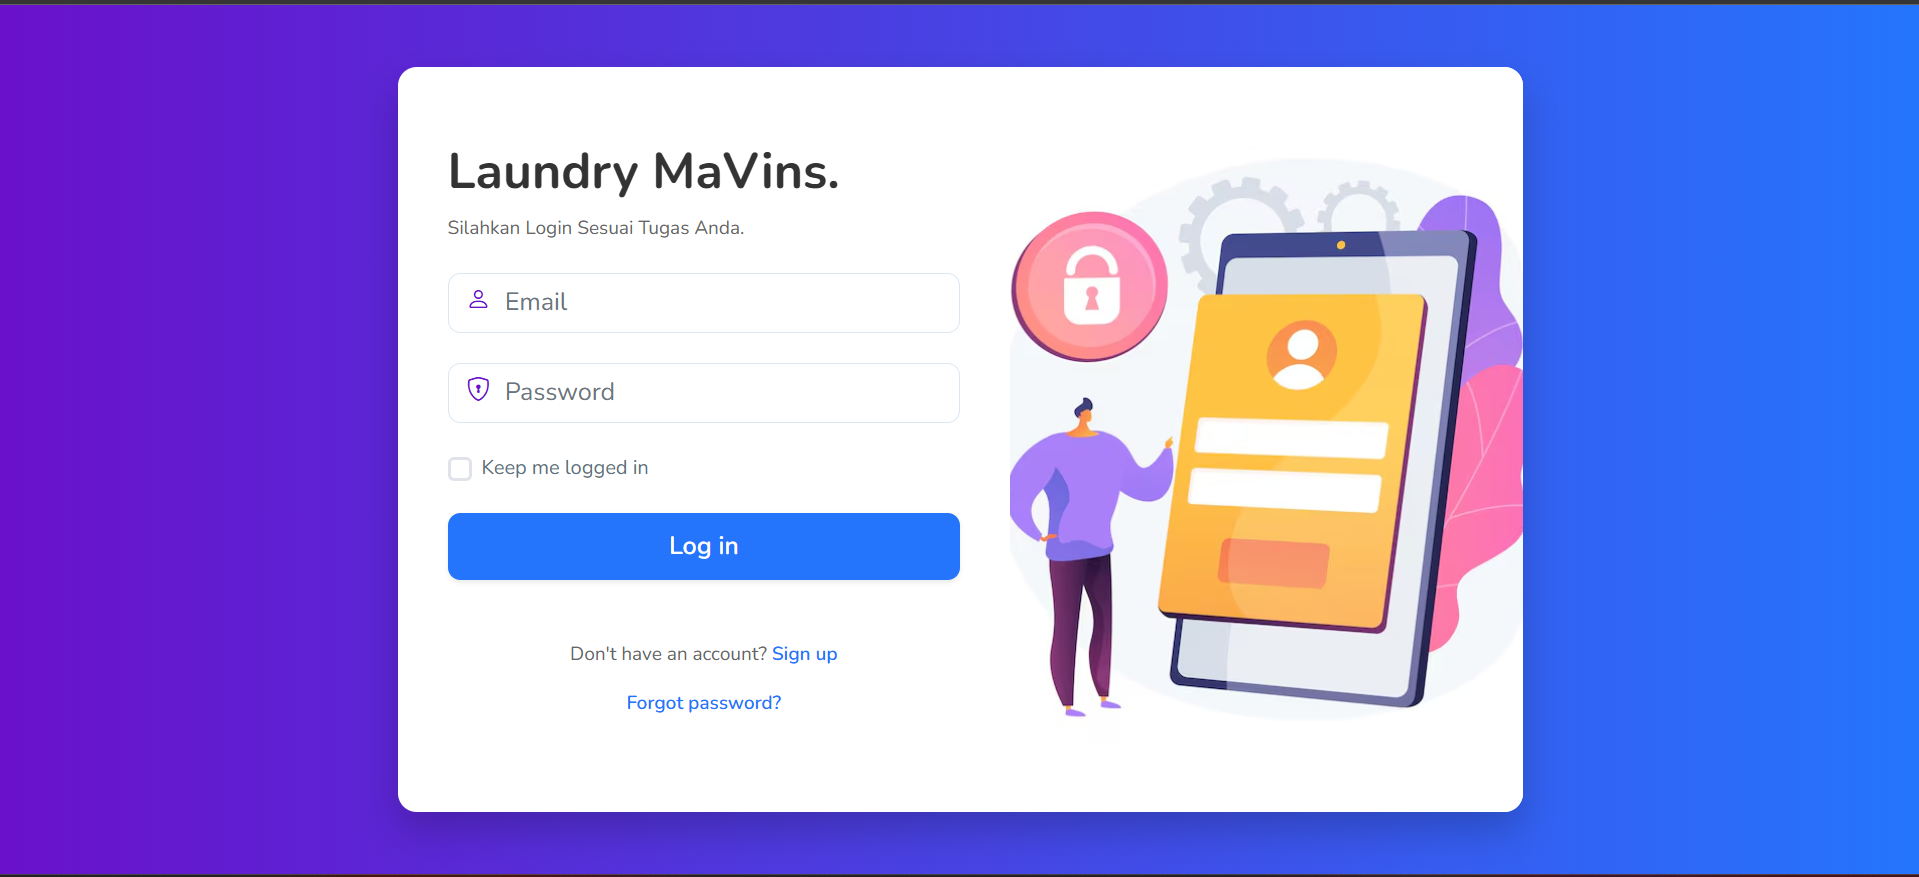 Laundry MaVins.
Silahkan Login Sesuai Tugas Anda.
Email
Password
Keep me logged in
Log in
Don't have an account? Sign up
Forgot password?